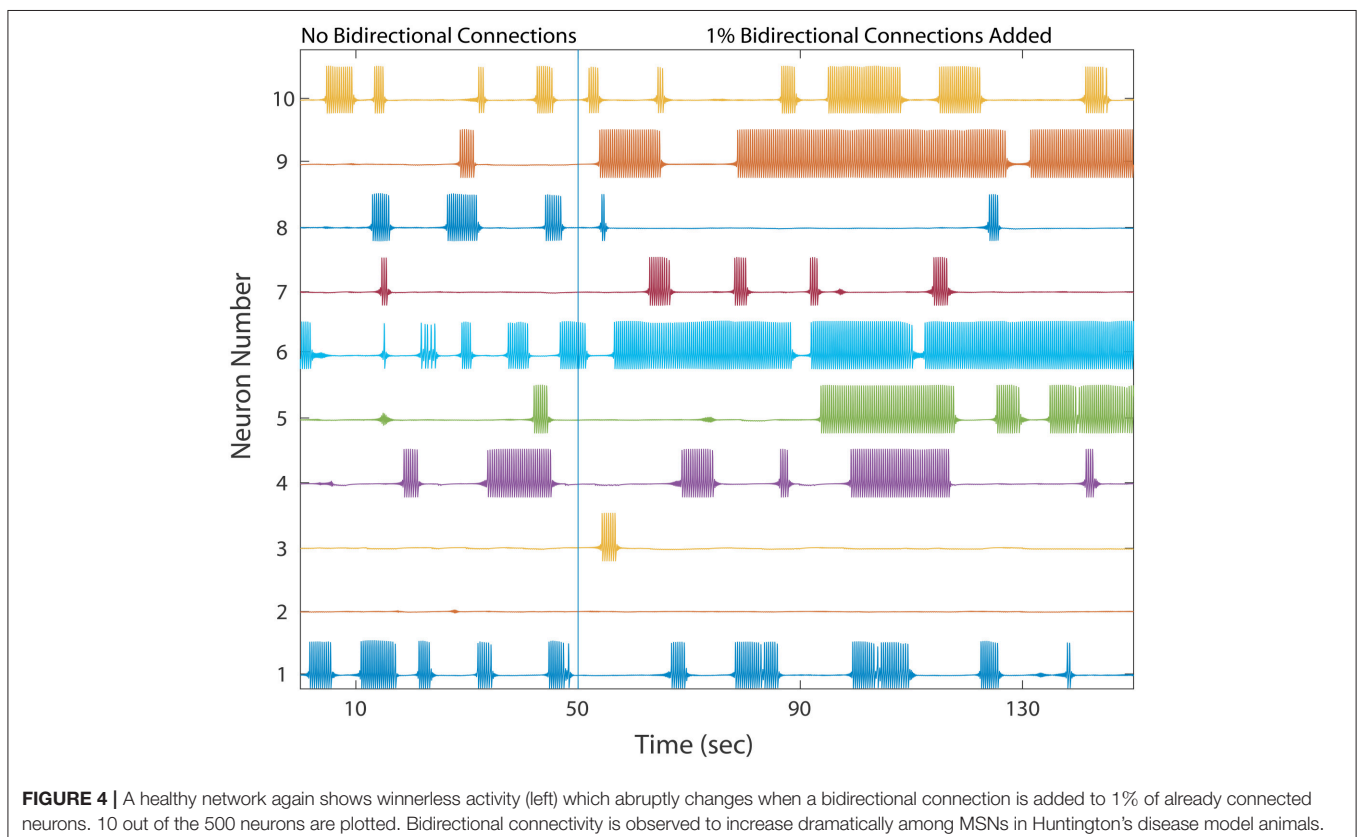 No Bidirectional Connections
1% Bidirectional Connections Added
10
9
8
7
6
5
4
3
2
1
Neuron Number
10
50
90
130
Time (sec)
FIGURE 4 | A healthy network again shows winnerless activity (left) which abruptly changes when a bidirectional connection is added to 1% of already connected
neurons. 10 out of the 500 neurons are plotted. Bidirectional connectivity is observed to increase dramatically among MSNs in Huntington's disease model animals.